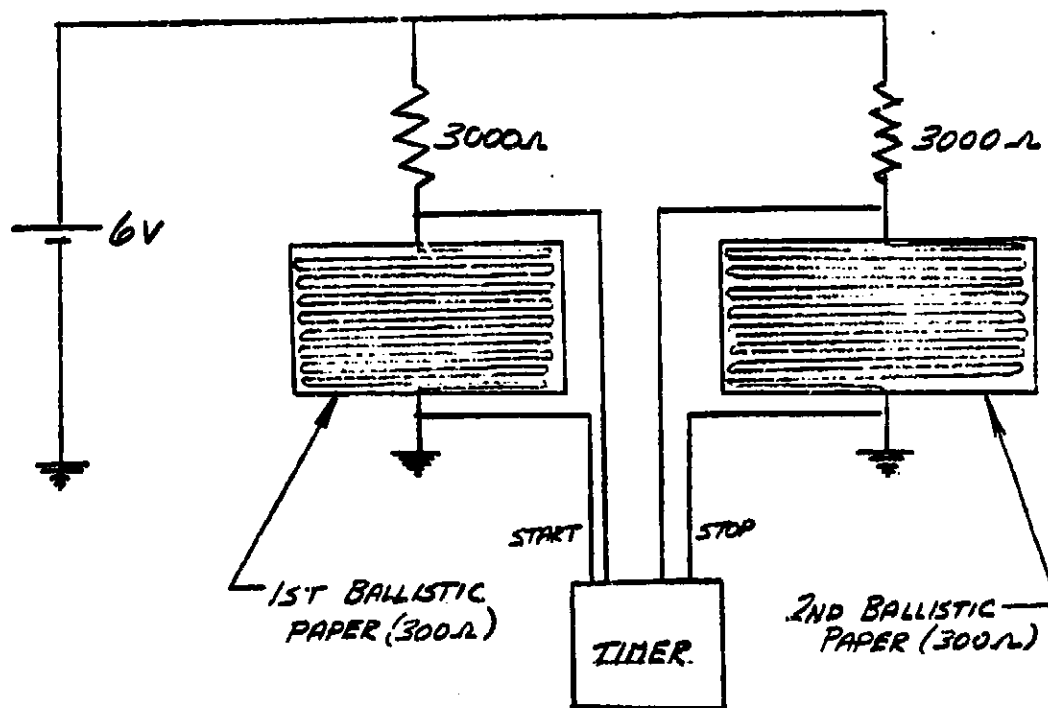 3000Ω
3000Ω
6V
START
STOP
1ST BALLISTIC
PAPER (300Ω)
2ND BALLISTIC
PAPER (300Ω)
TIMER